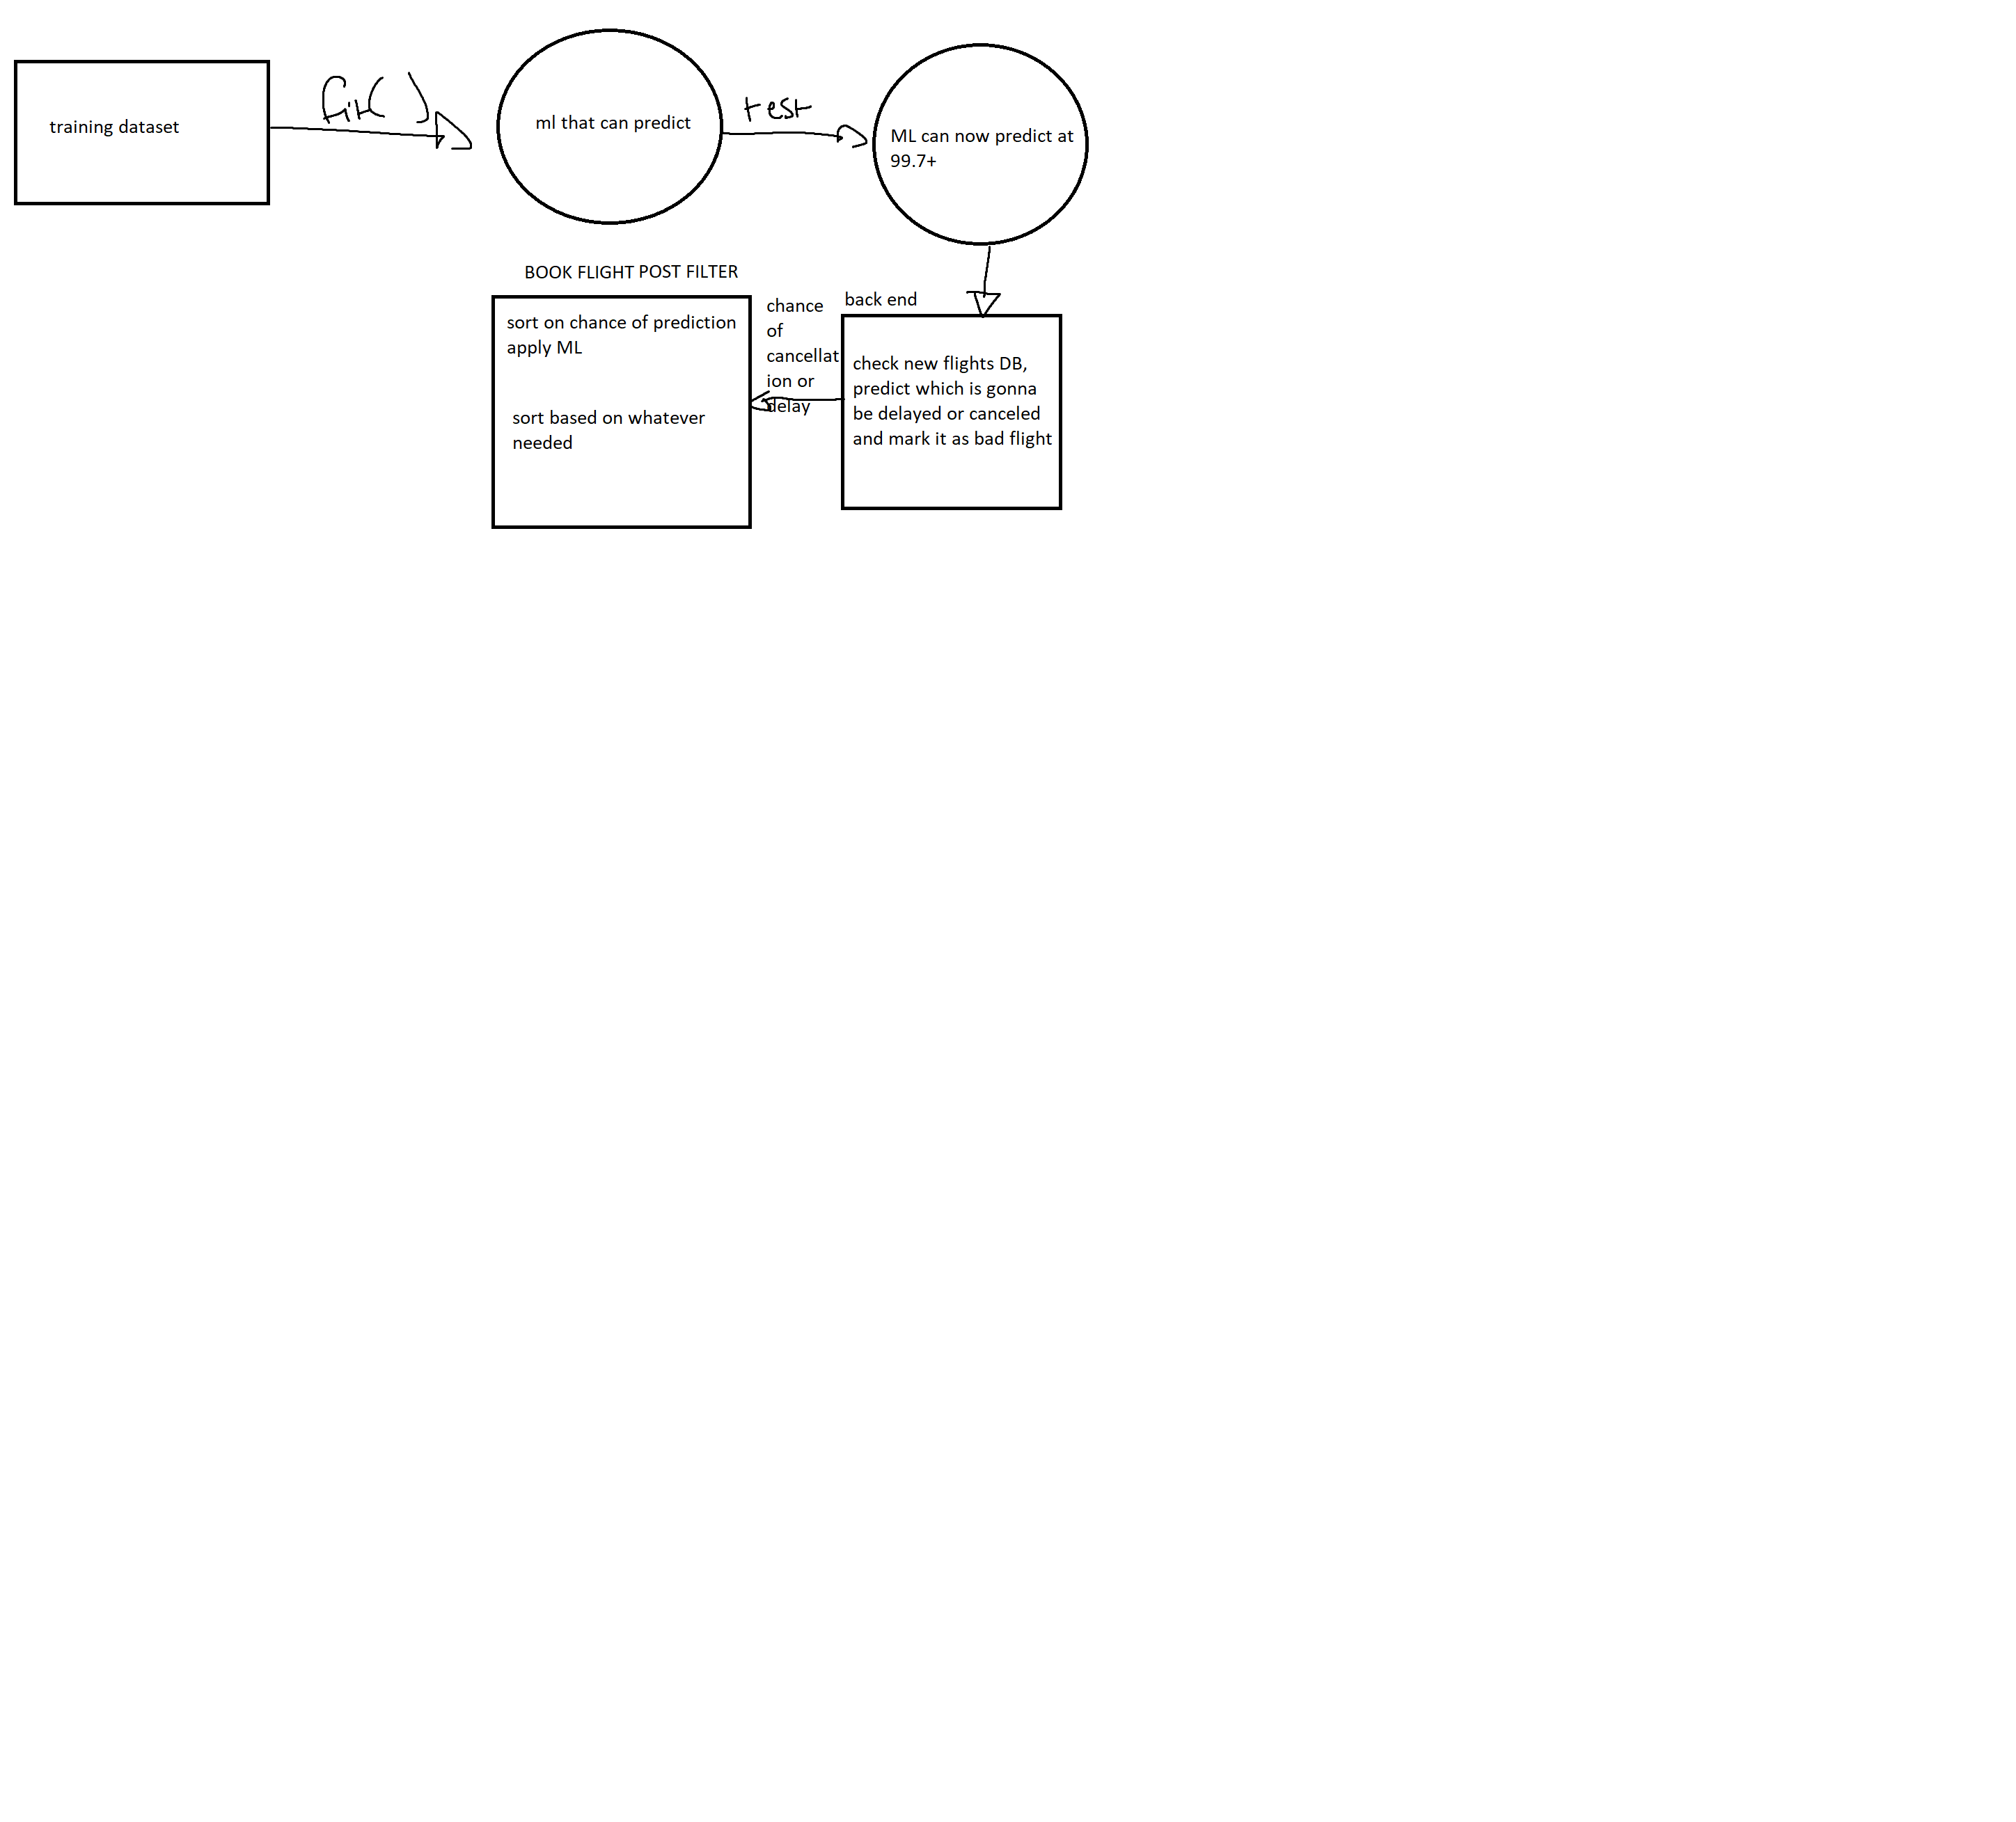 training dataset
fit()
ml that can predict
test
ML can now predict at
99.7+
BOOK FLIGHT POST FILTER
sort on chance of prediction
apply ML
sort based on whatever
needed
chance
of
cancellat
ion or
delay
back end
check new flights DB,
predict which is gonna
be delayed or canceled
and mark it as bad flight